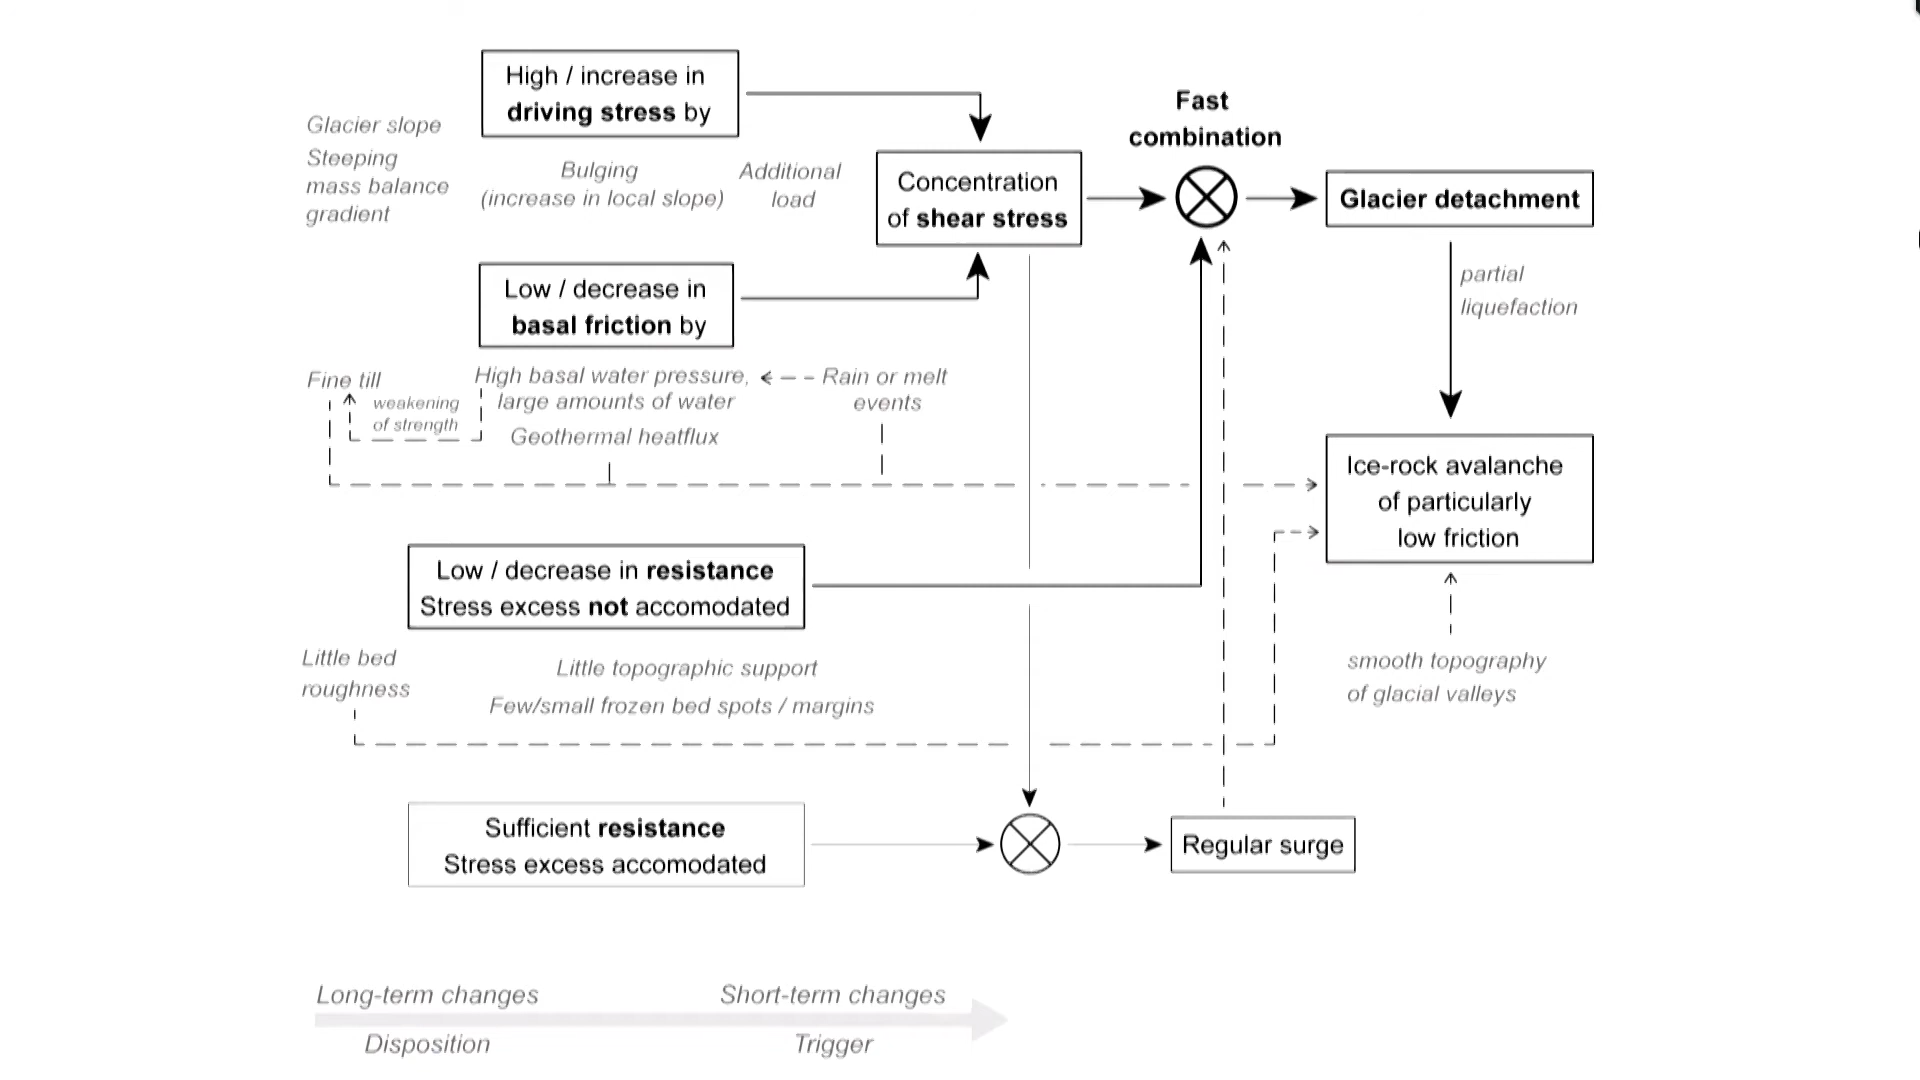 High / increase in
driving stress by
Fast
combination
Glacier slope
Steeping
mass balance
gradient
Bulging
(increase in local slope)
Additional
load
Concentration
of shear stress
Glacier detachment
partial
liquefaction
Low / decrease in
basal friction by
Fine till
weakening
of strength
High basal water pressure,
large amounts of water
Geothermal heatflux
Rain or melt
events
Ice-rock avalanche
of particularly
low friction
Low / decrease in resistance
Stress excess not accomodated
Little bed
roughness
Little topographic support
Few/small frozen bed spots / margins
smooth topography
of glacial valleys
Sufficient resistance
Stress excess accomodated
Regular surge
Long-term changes
Short-term changes
Disposition
Trigger